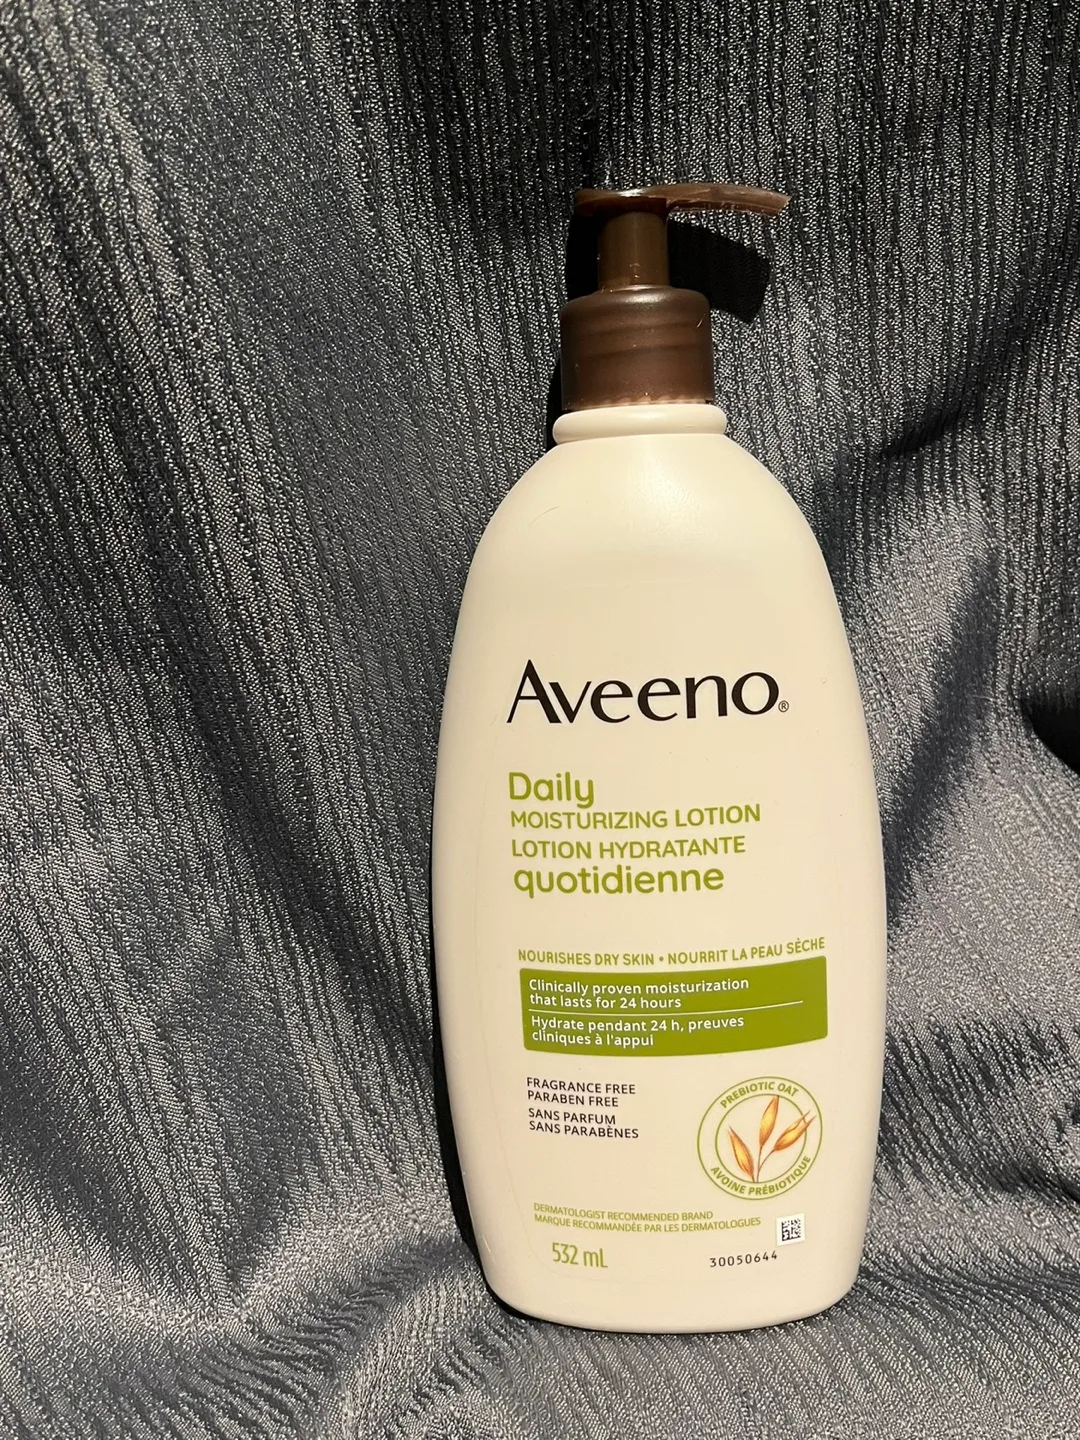 Aveeno®
Daily
MOISTURIZING LOTION
LOTION HYDRATANTE
quotidienne
NOURISHES DRY SKIN • NOURRIT LA PEAU SÈCHE
Clinically proven moisturization
that lasts for 24 hours
Hydrate pendant 24 h, preuves
cliniques à l'appui
FRAGRANCE FREE
PARABEN FREE
SANS PARFUM
SANS PARABÈNES
PREBIOTIC OAT
AVOINE PRÉBIOTIQUE
DERMATOLOGIST RECOMMENDED BRAND
MARQUE RECOMMANDÉE PAR LES DERMATOLOGUES
532 mL
30050644